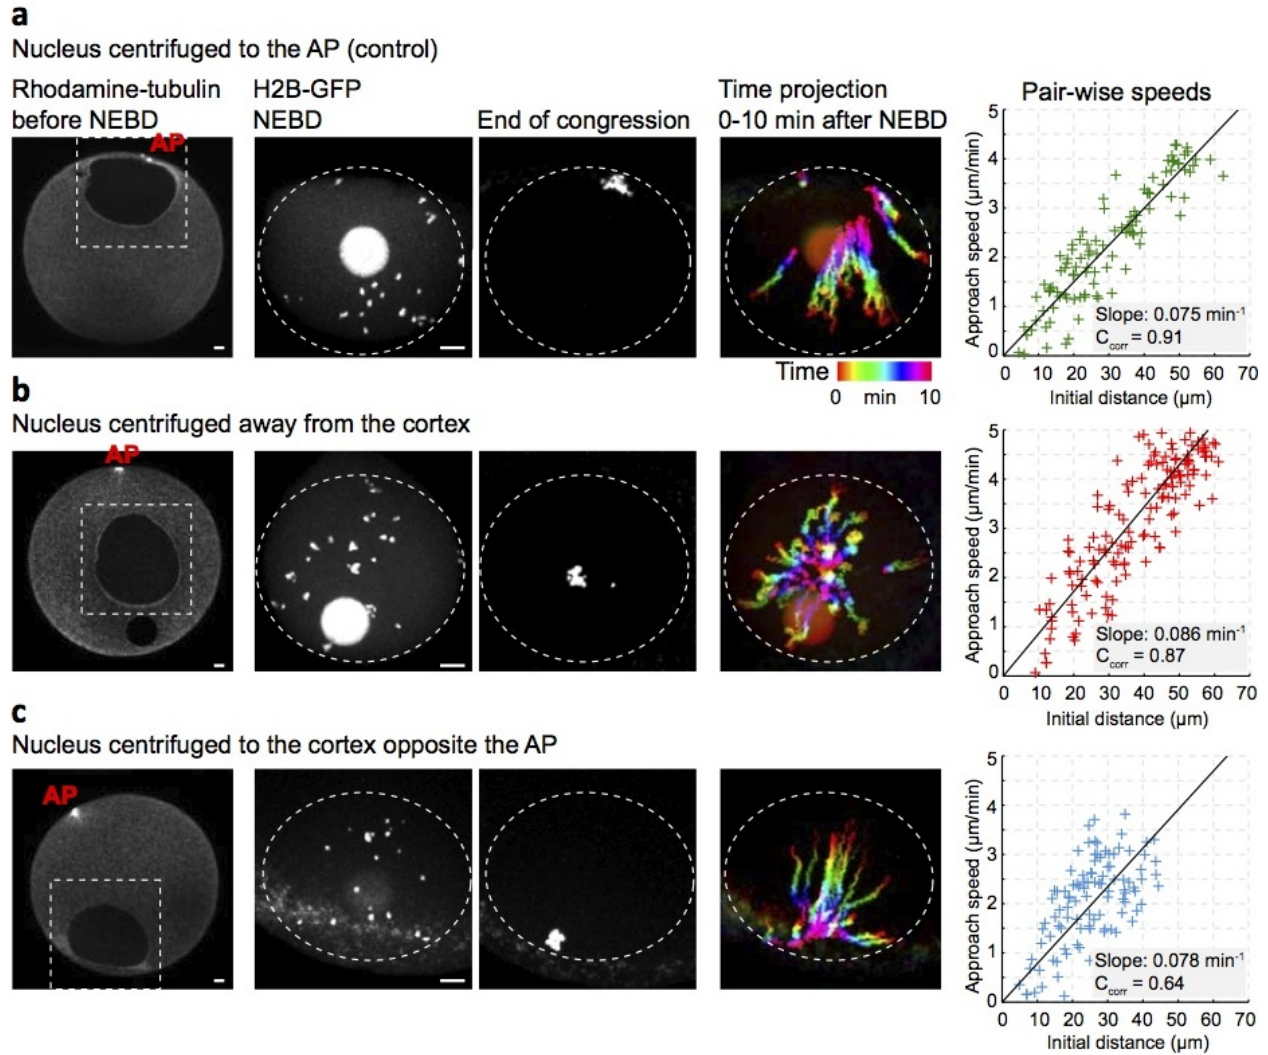 a
Nucleus centrifuged to the AP (control)
Rhodamine-tubulin
before NEBD
H2B-GFP
NEBD
End of congression
Time projection
0-10 min after NEBD
Pair-wise speeds
AP
Approach speed (µm/min)
5
4
3
2
1
0
Slope: 0.075 min-1
Ccorr = 0.91
0 10 20 30 40 50 60 70
Initial distance (µm)
Time
0 min 10
b
Nucleus centrifuged away from the cortex
AP
Approach speed (µm/min)
5
4
3
2
1
0
Slope: 0.086 min-1
Ccorr = 0.87
0 10 20 30 40 50 60 70
Initial distance (µm)
c
Nucleus centrifuged to the cortex opposite the AP
AP
Approach speed (µm/min)
5
4
3
2
1
0
Slope: 0.078 min-1
Ccorr = 0.64
0 10 20 30 40 50 60 70
Initial distance (µm)